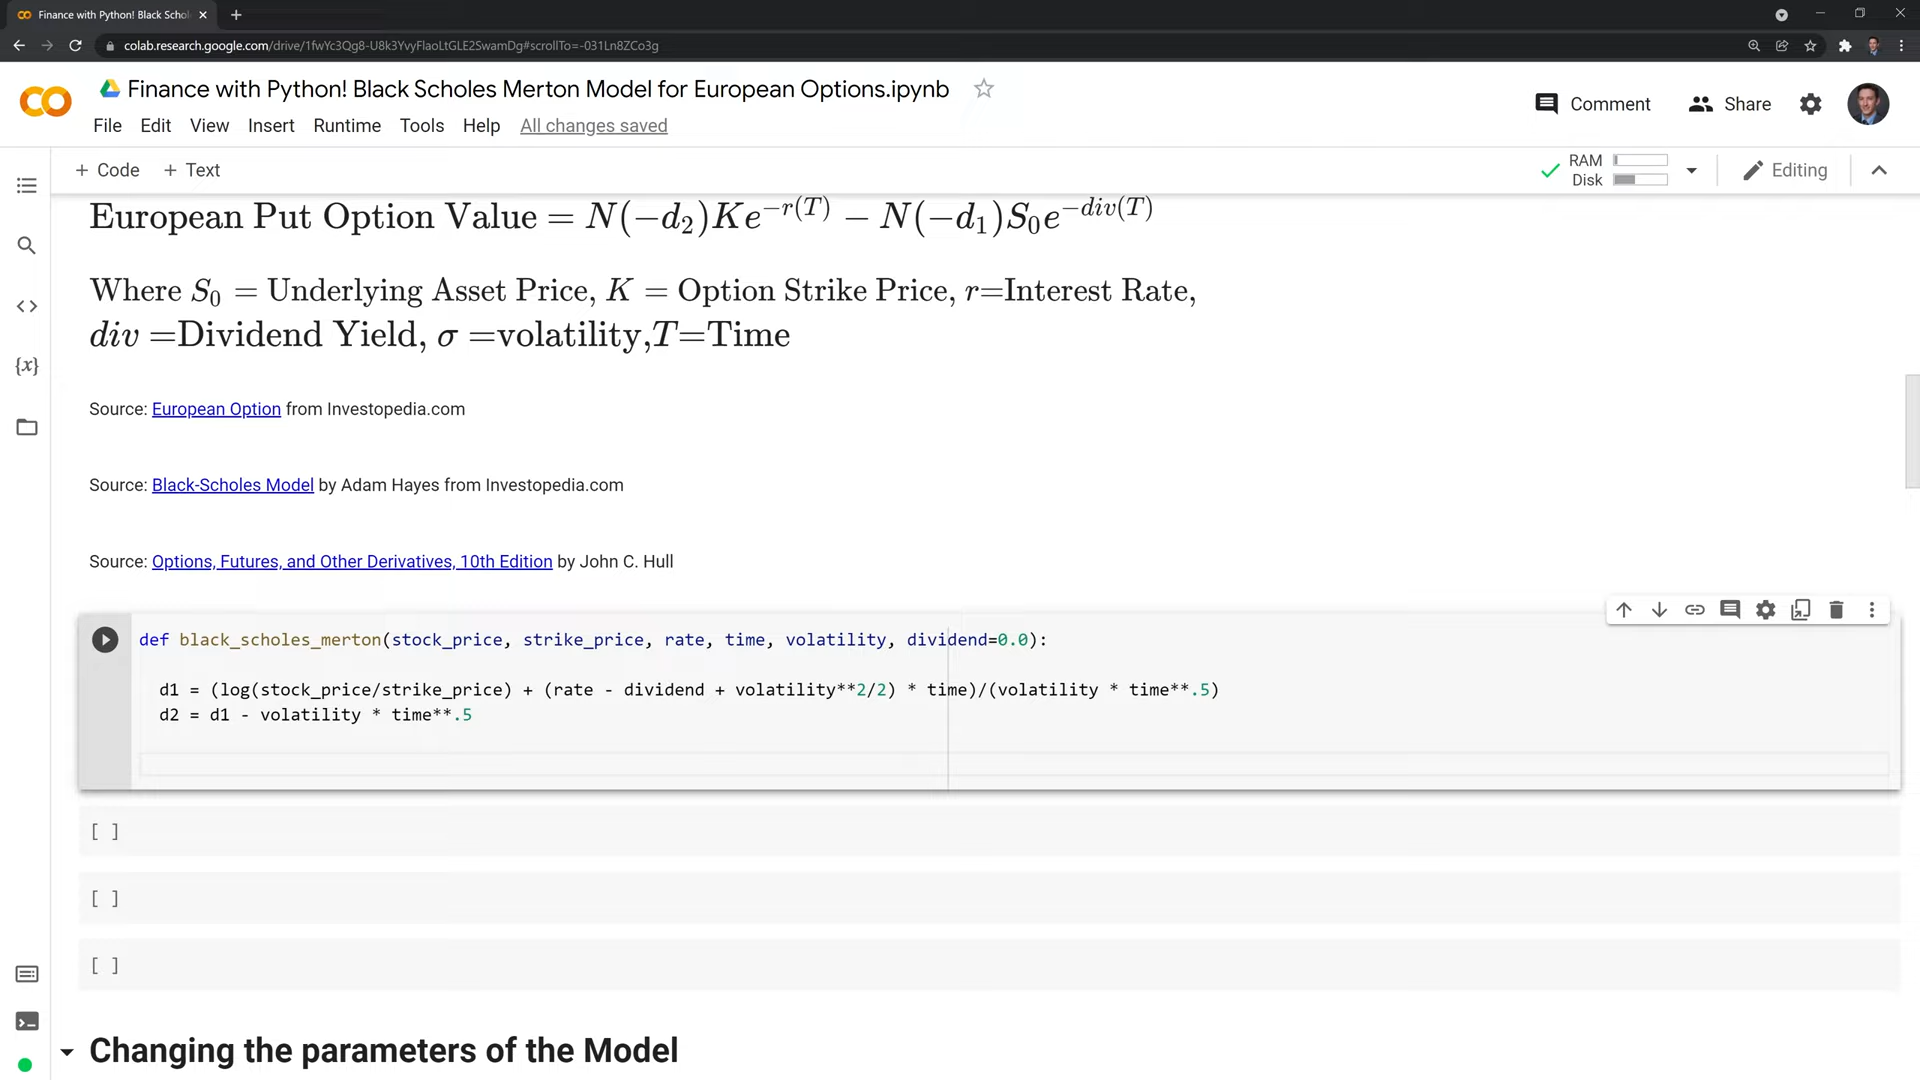 Finance with Python! Black Schol
colab.research.google.com/drive/1fwYc3Qg8-U8k3YvyFlaoLtGLE2SwamDg#scrollTo=-031Ln8ZCo3g
Finance with Python! Black Scholes Merton Model for European Options.ipynb
Comment Share
File Edit View Insert Runtime Tools Help All changes saved
+ Code + Text
RAM
Disk
Editing
European Put Option Value = N(−d₂)Ke^{−r(T)} − N(−d₁)S₀e^{−div(T)}
Where S₀ = Underlying Asset Price, K = Option Strike Price, r=Interest Rate,
div =Dividend Yield, σ =volatility,T=Time
Source: European Option from Investopedia.com
Source: Black-Scholes Model by Adam Hayes from Investopedia.com
Source: Options, Futures, and Other Derivatives, 10th Edition by John C. Hull
def black_scholes_merton(stock_price, strike_price, rate, time, volatility, dividend=0.0):
d1 = (log(stock_price/strike_price) + (rate - dividend + volatility**2/2) * time)/(volatility * time**.5)
d2 = d1 - volatility * time**.5
[ ]
[ ]
[ ]
Changing the parameters of the Model